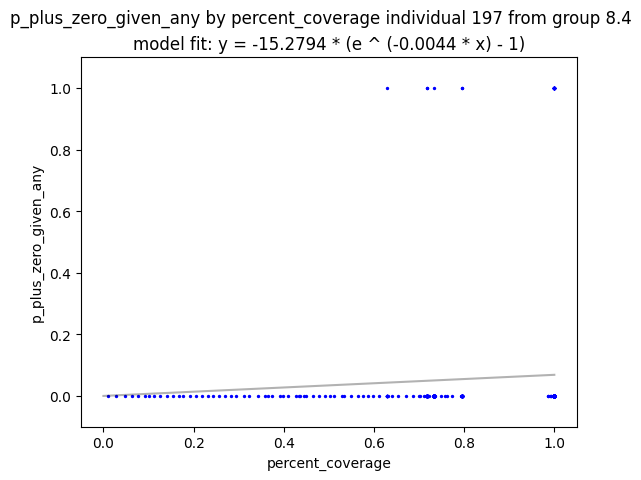 p_plus_zero_given_any by percent_coverage individual 197 from group 8.4
model fit: y = -15.2794 * (e ^ (-0.0044 * x) - 1)
1.0
0.8
0.6
0.4
0.2
0.0
p_plus_zero_given_any
0.0 0.2 0.4 0.6 0.8 1.0
percent_coverage